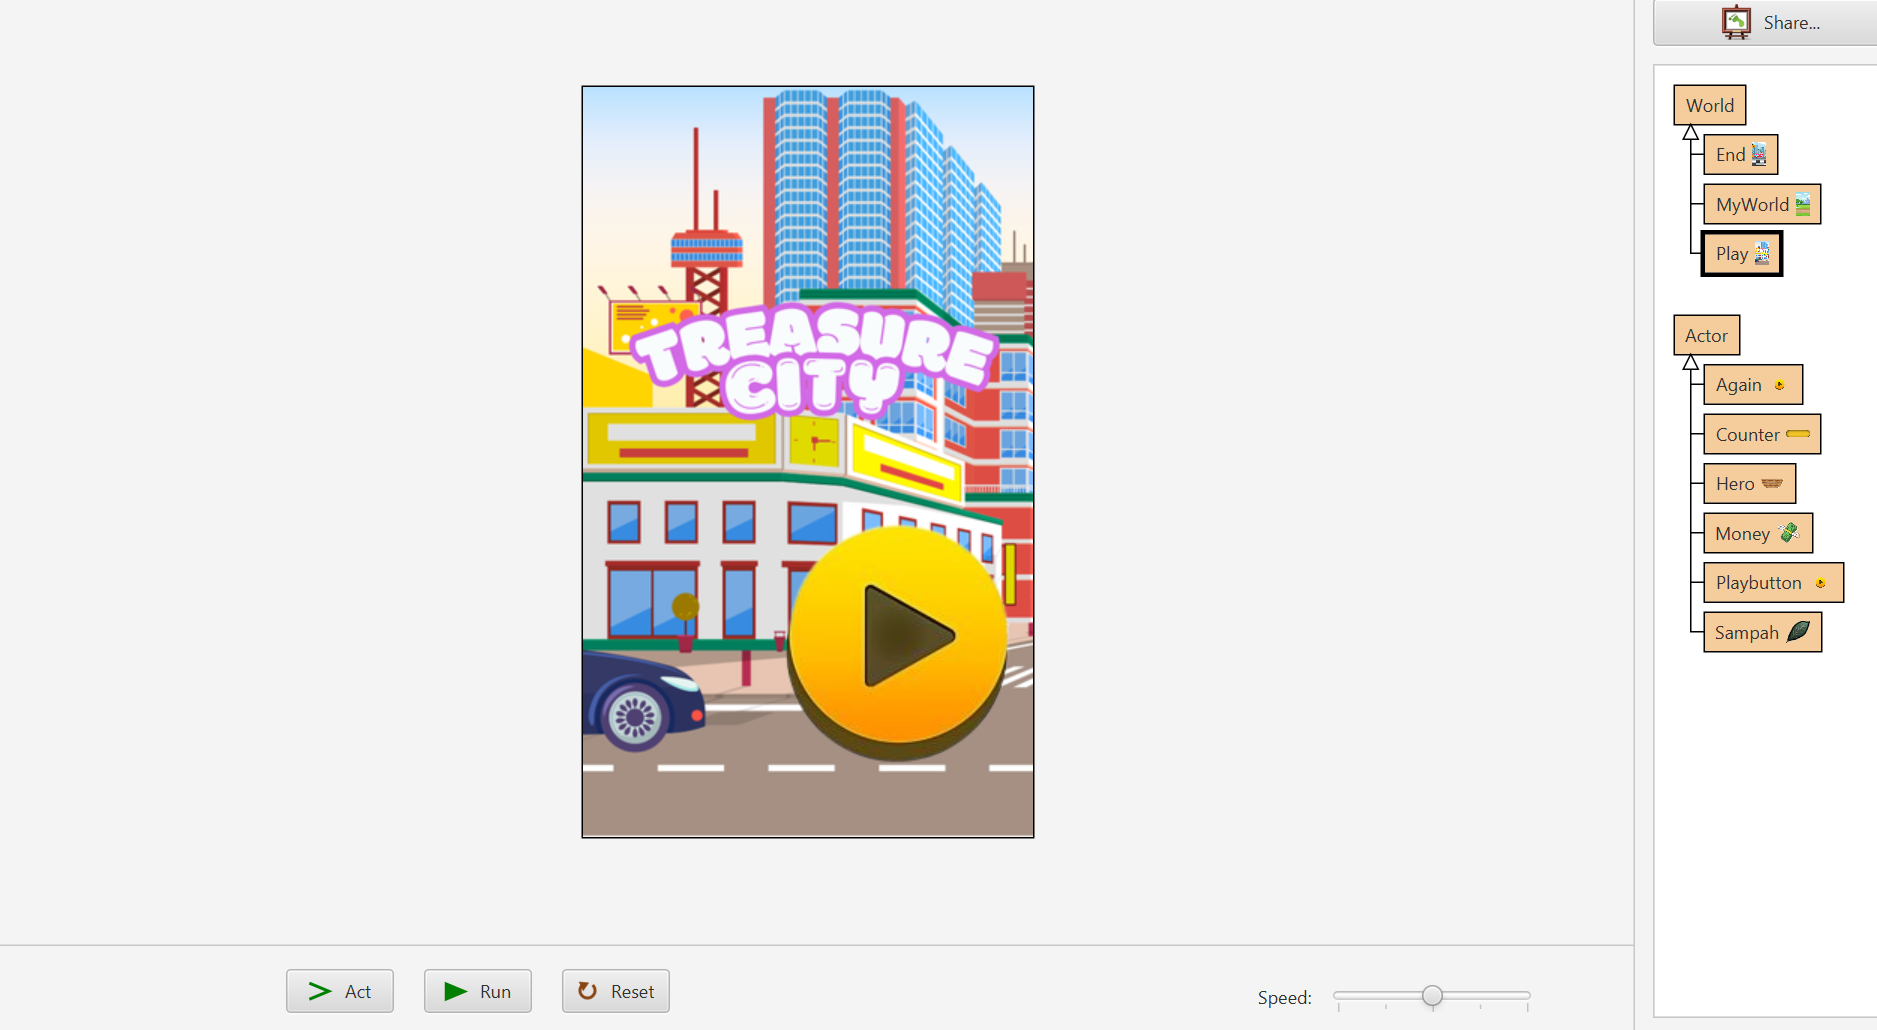 Share...
World
End
MyWorld
Play
Actor
Again
Counter
Hero
Money
Playbutton
Sampah
TREASURE
CITY
Act
Run
Reset
Speed: